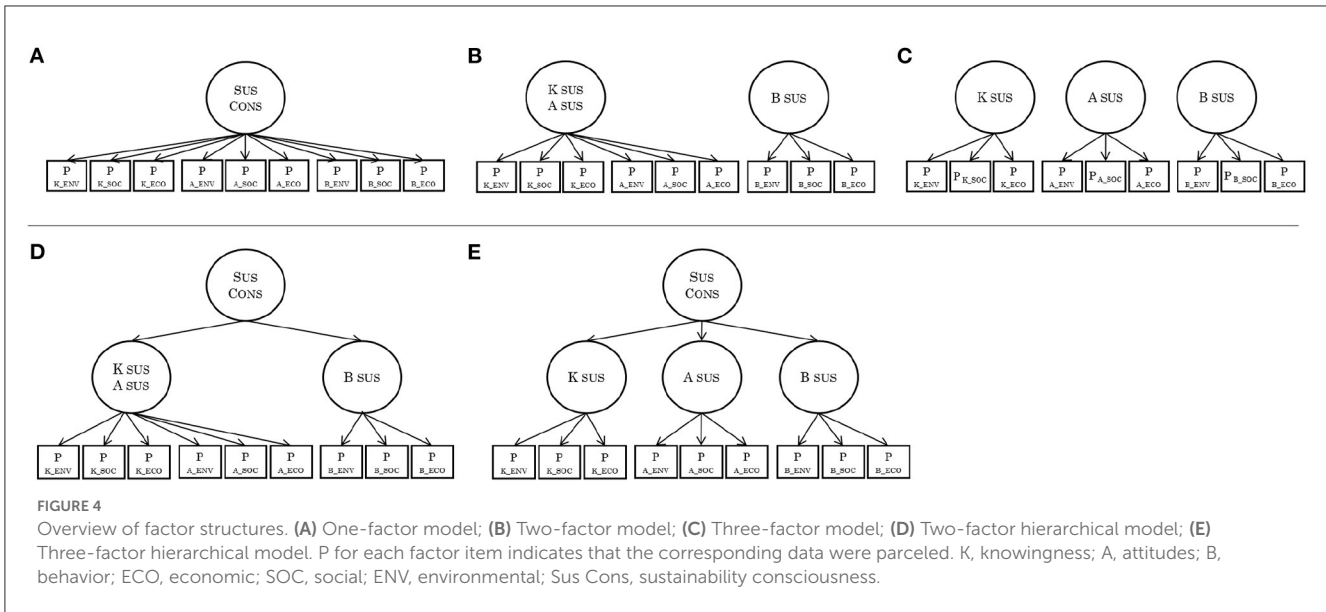 A
B
C
SUS
CONS
K SUS
A SUS
B SUS
K SUS
A SUS
B SUS
P P P P P P P P P
K_ENV K_SOC K_ECO A_ENV A_SOC A_ECO B_ENV B_SOC B_ECO
P P P P P P P P P
K_ENV K_SOC K_ECO A_ENV A_SOC A_ECO B_ENV B_SOC B_ECO
P P K_SOC P P P A_SOC P P P B_SOC P
K_ENV K_ECO A_ENV A_ECO B_ENV B_ECO
D
E
SUS
CONS
SUS
CONS
K SUS
A SUS
B SUS
K SUS
A SUS
B SUS
P P P P P P P P P
K_ENV K_SOC K_ECO A_ENV A_SOC A_ECO B_ENV B_SOC B_ECO
P P P P P P P P P
K_ENV K_SOC K_ECO A_ENV A_SOC A_ECO B_ENV B_SOC B_ECO
FIGURE 4
Overview of factor structures. (A) One-factor model; (B) Two-factor model; (C) Three-factor model; (D) Two-factor hierarchical model; (E)
Three-factor hierarchical model. P for each factor item indicates that the corresponding data were parceled. K, knowingness; A, attitudes; B,
behavior; ECO, economic; SOC, social; ENV, environmental; Sus Cons, sustainability consciousness.